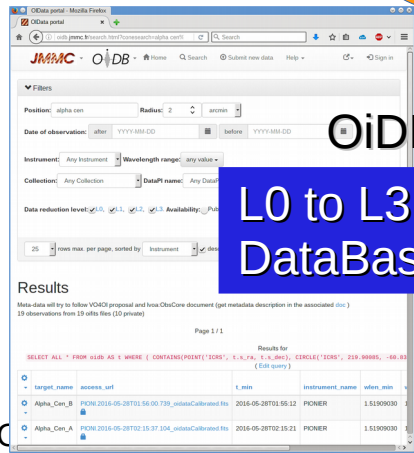 OIData portal - Mozilla Firefox
OIData portal
oidb.jmmc.fr/search.html?conesearch=alpha cen
Search
JMMC - OiDB - Home Search Submit new data Help Sign in
Filters
Position: alpha cen Radius: 2 arcmin
Date of observation: after YYYY-MM-DD before YYYY-MM-DD
OiD
Instrument: Any Instrument Wavelength range: any value
Collection: Any Collection DataPI name: Any DataP
Data reduction level: L0, L1, L2, L3. Availability: Pub
L0 to L3
DataBas
25 rows max. per page, sorted by Instrument desc
Results
Meta-data will try to follow VO4OI proposal and Ivoa:ObsCore document (get metadata description in the associated doc )
19 observations from 19 oifits files (10 private)
Page 1 / 1
Results for
SELECT ALL * FROM oidb AS t WHERE ( CONTAINS(POINT('ICRS', t.s_ra, t.s_dec), CIRCLE('ICRS',
( Edit query )
target_name access_url t_min instrument_name wlen_min
Alpha_Cen_B PIONI.2016-05-28T01:56:00.739_oidataCalibrated.fits 2016-05-28T01:55:12 PIONIER 1.51909030
Alpha_Cen_A PIONI.2016-05-28T02:15:37.104_oidataCalibrated.fits 2016-05-28T02:15:21 PIONIER 1.51909030